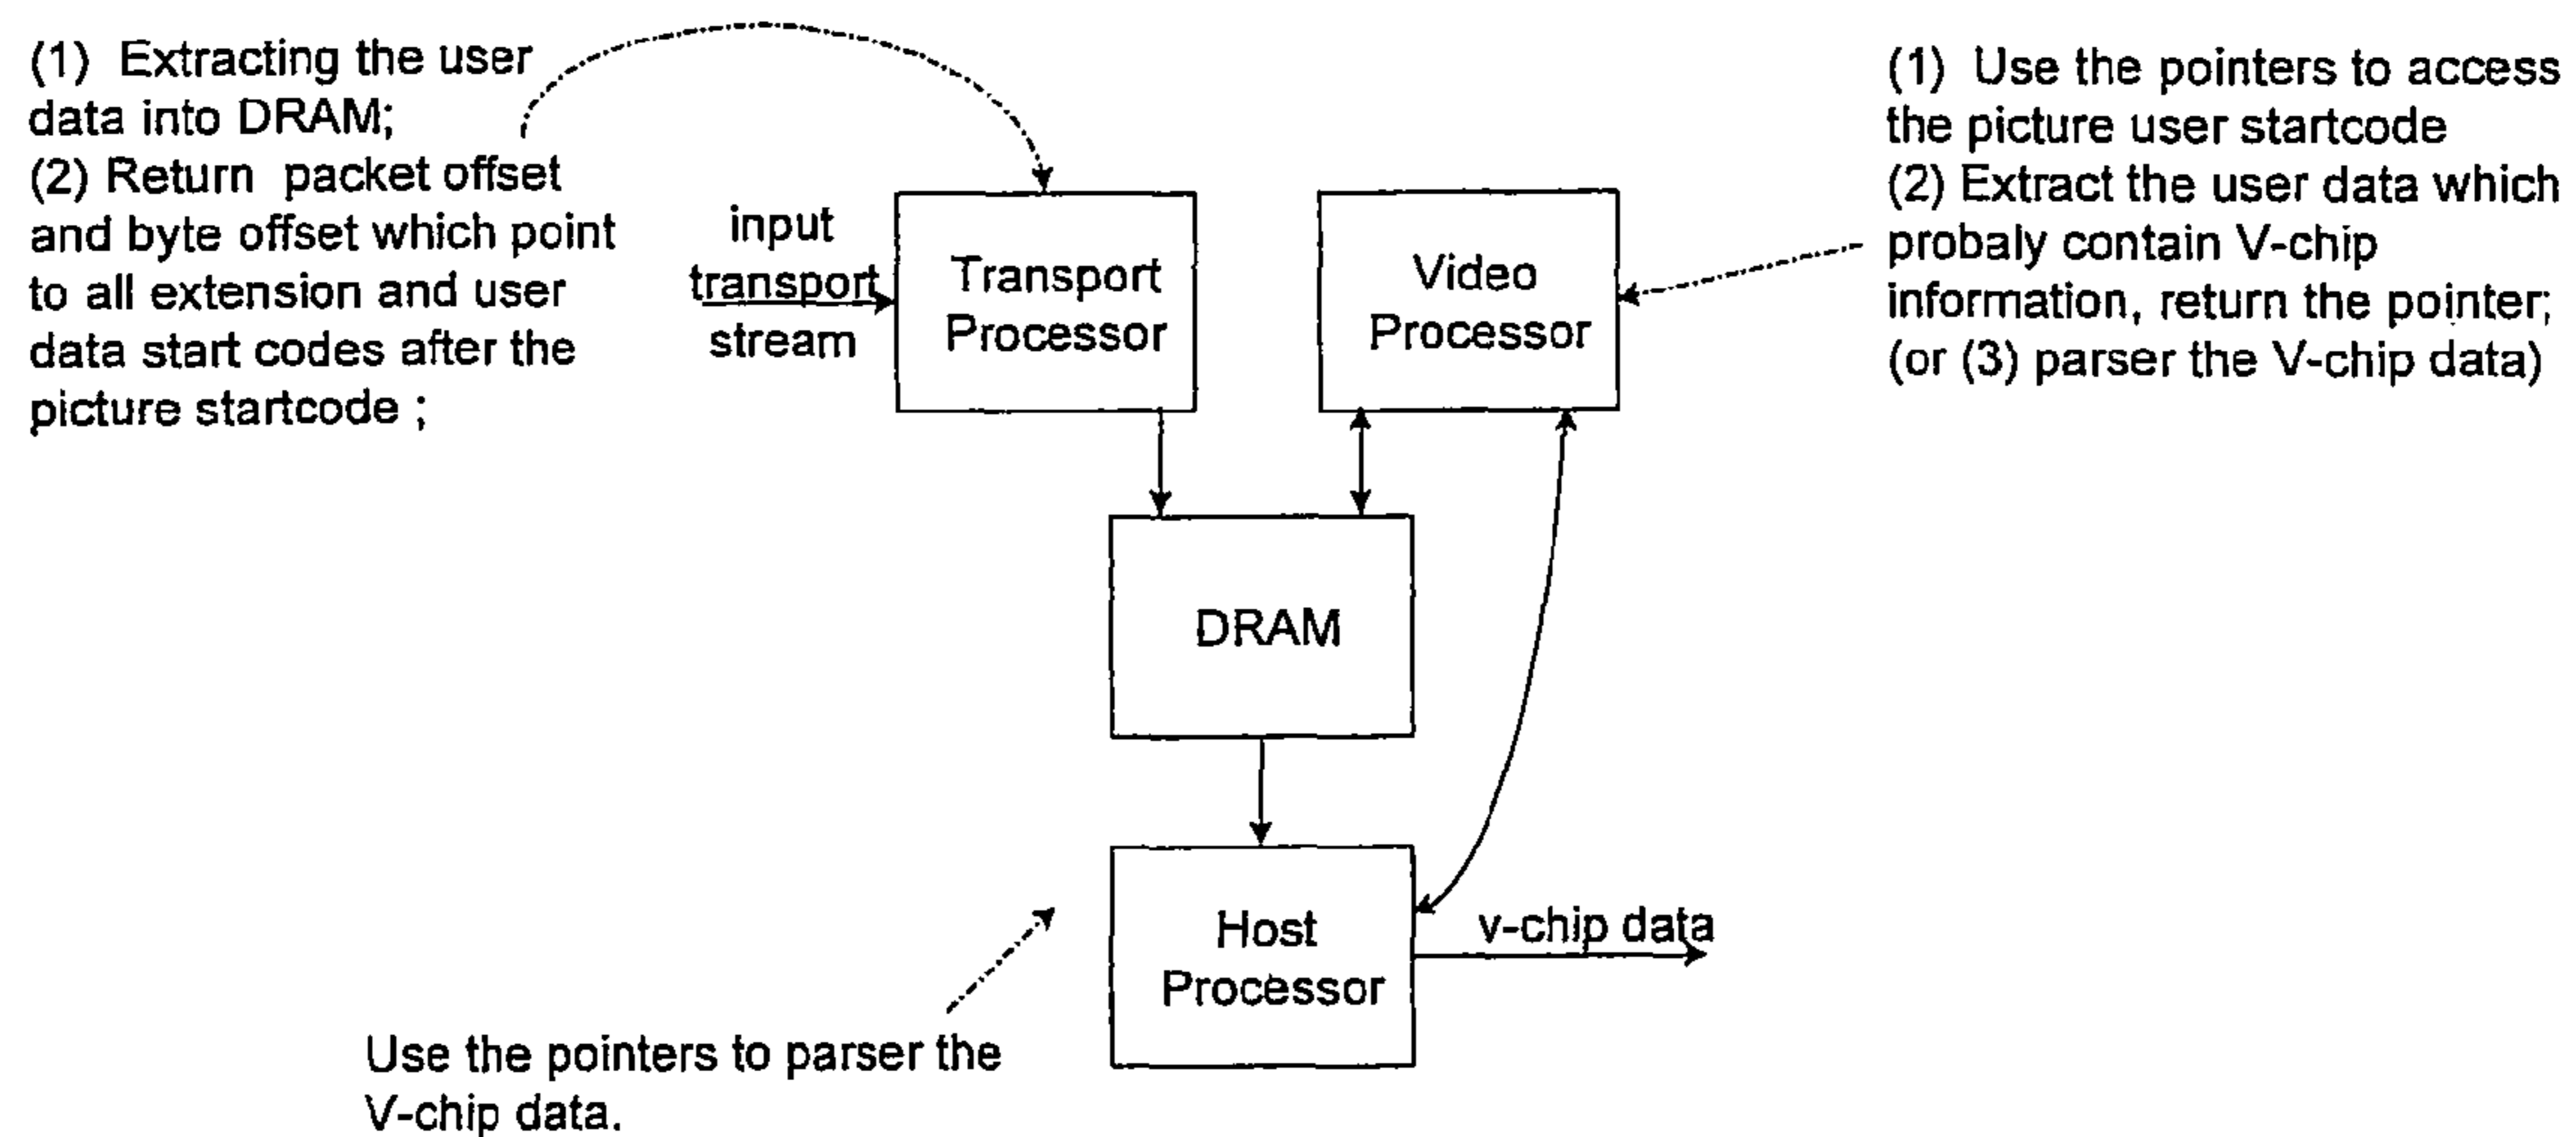 (1) Extracting the user
data into DRAM;
(2) Return packet offset
and byte offset which point
to all extension and user
data start codes after the
picture startcode ;
input
transport
stream
Transport
Processor
Video
Processor
(1) Use the pointers to access
the picture user startcode
(2) Extract the user data which
probaly contain V-chip
information, return the pointer;
(or (3) parser the V-chip data)
DRAM
Host
Processor
v-chip data
Use the pointers to parser the
V-chip data.